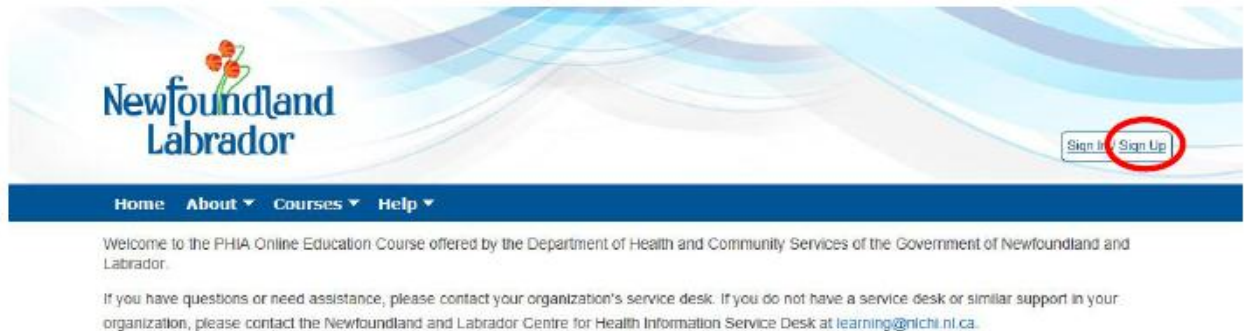 Newfoundland
Labrador
Sign In / Sign Up
Home About Courses Help
Welcome to the PHIA Online Education Course offered by the Department of Health and Community Services of the Government of Newfoundland and
Labrador.
If you have questions or need assistance, please contact your organization's service desk. If you do not have a service desk or similar support in your
organization, please contact the Newfoundland and Labrador Centre for Health Information Service Desk at learning@nlchi.nl.ca.